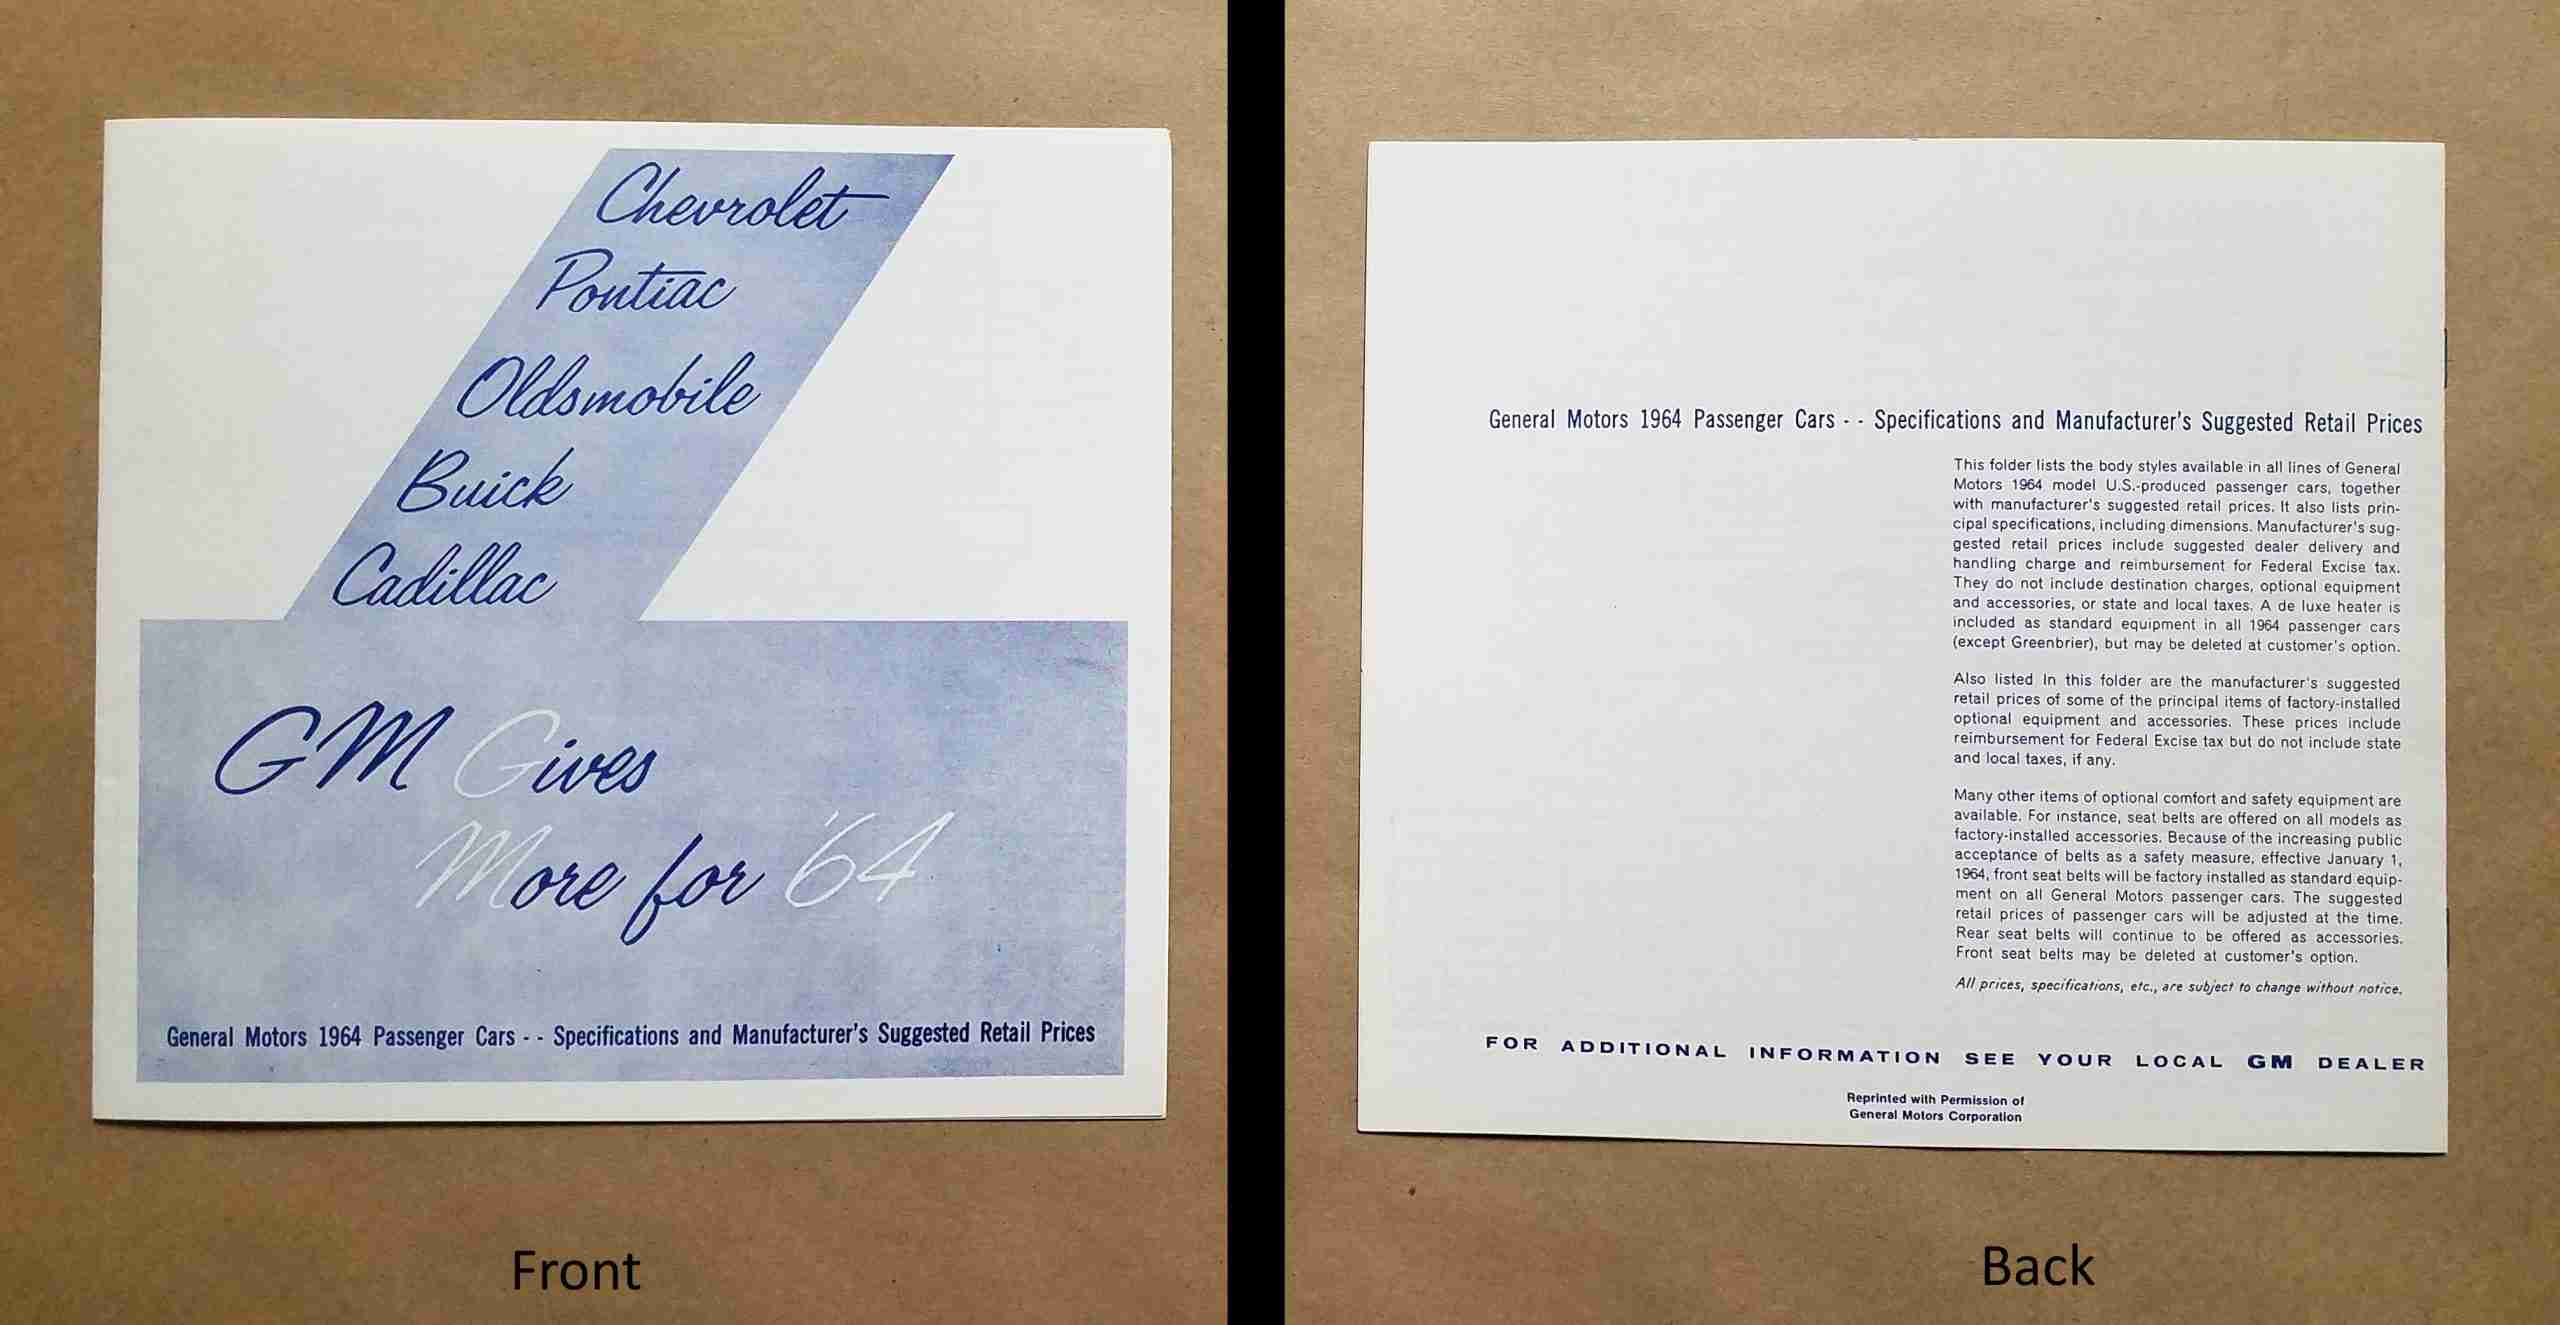 Chevrolet
Pontiac
Oldsmobile
Buick
Cadillac
GM Gives
More for '64
General Motors 1964 Passenger Cars - - Specifications and Manufacturer's Suggested Retail Prices
Front
General Motors 1964 Passenger Cars - - Specifications and Manufacturer's Suggested Retail Prices
This folder lists the body styles available in all lines of General
Motors 1964 model U.S.-produced passenger cars, together
with manufacturer's suggested retail prices. It also lists prin-
cipal specifications, including dimensions. Manufacturer's sug-
gested retail prices include suggested dealer delivery and
handling charge and reimbursement for Federal Excise tax.
They do not include destination charges, optional equipment
and accessories, or state and local taxes. A de luxe heater is
included as standard equipment in all 1964 passenger cars
(except Greenbrier), but may be deleted at customer's option.
Also listed In this folder are the manufacturer's suggested
retail prices of some of the principal items of factory-installed
optional equipment and accessories. These prices include
reimbursement for Federal Excise tax but do not include state
and local taxes, if any.
Many other items of optional comfort and safety equipment are
available. For instance, seat belts are offered on all models as
factory-installed accessories. Because of the increasing public
acceptance of belts as a safety measure, effective January 1,
1964, front seat belts will be factory installed as standard equip-
ment on all General Motors passenger cars. The suggested
retail prices of passenger cars will be adjusted at the time.
Rear seat belts will continue to be offered as accessories.
Front seat belts may be deleted at customer's option.
All prices, specifications, etc., are subject to change without notice.
FOR ADDITIONAL INFORMATION SEE YOUR LOCAL GM DEALER
Reprinted with Permission of
General Motors Corporation
Back